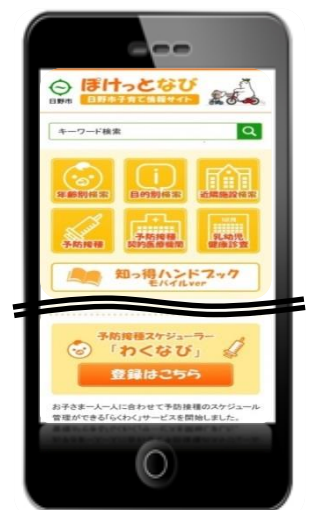 ぽけっとなび
日野市
日野市子育て情報サイト
キーワード検索
年齢別検索
目的別検索
近隣施設検索
予防接種
予防接種
契約医療機関
乳幼児
健康診査
知っ得ハンドブック
モバイルver
予防接種スケジューラー
「わくなび」
登録はこちら
お子さま一人一人に合わせて予防接種のスケジュール
管理ができる「らくわく」サービスを開始しました。